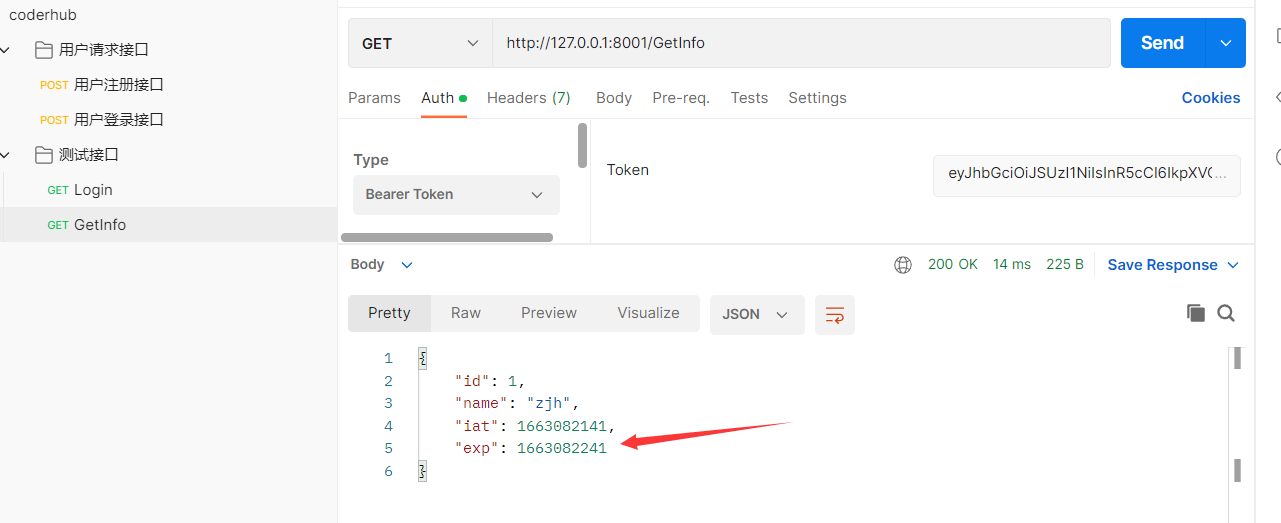 coderhub
用户请求接口
POST 用户注册接口
POST 用户登录接口
测试接口
GET Login
GET GetInfo
GET http://127.0.0.1:8001/GetInfo Send
Params Auth Headers (7) Body Pre-req. Tests Settings Cookies
Type
Bearer Token
Token eyJhbGciOiJSUzI1NiIsInR5cCI6IkpXVC...
Body 200 OK 14 ms 225 B Save Response
Pretty Raw Preview Visualize JSON
1 {
2 "id": 1,
3 "name": "zjh",
4 "iat": 1663082141,
5 "exp": 1663082241
6 }